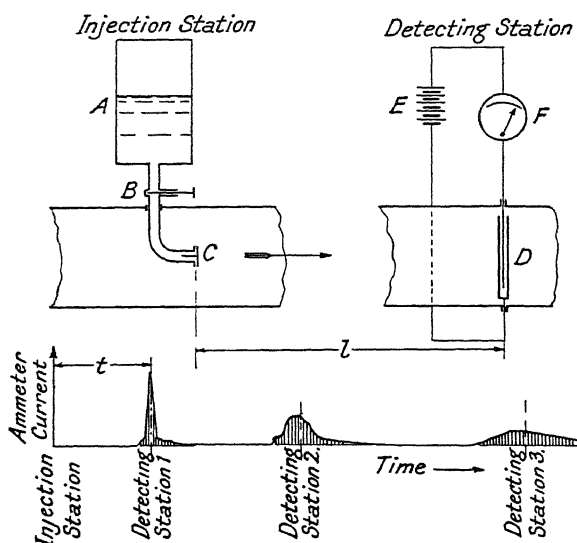 Injection Station
Detecting Station
A
B
C
E
F
D
l
t
Ammeter
Current
Time
Injection
Station
Detecting
Station 1
Detecting
Station 2,
Detecting
Station 3,